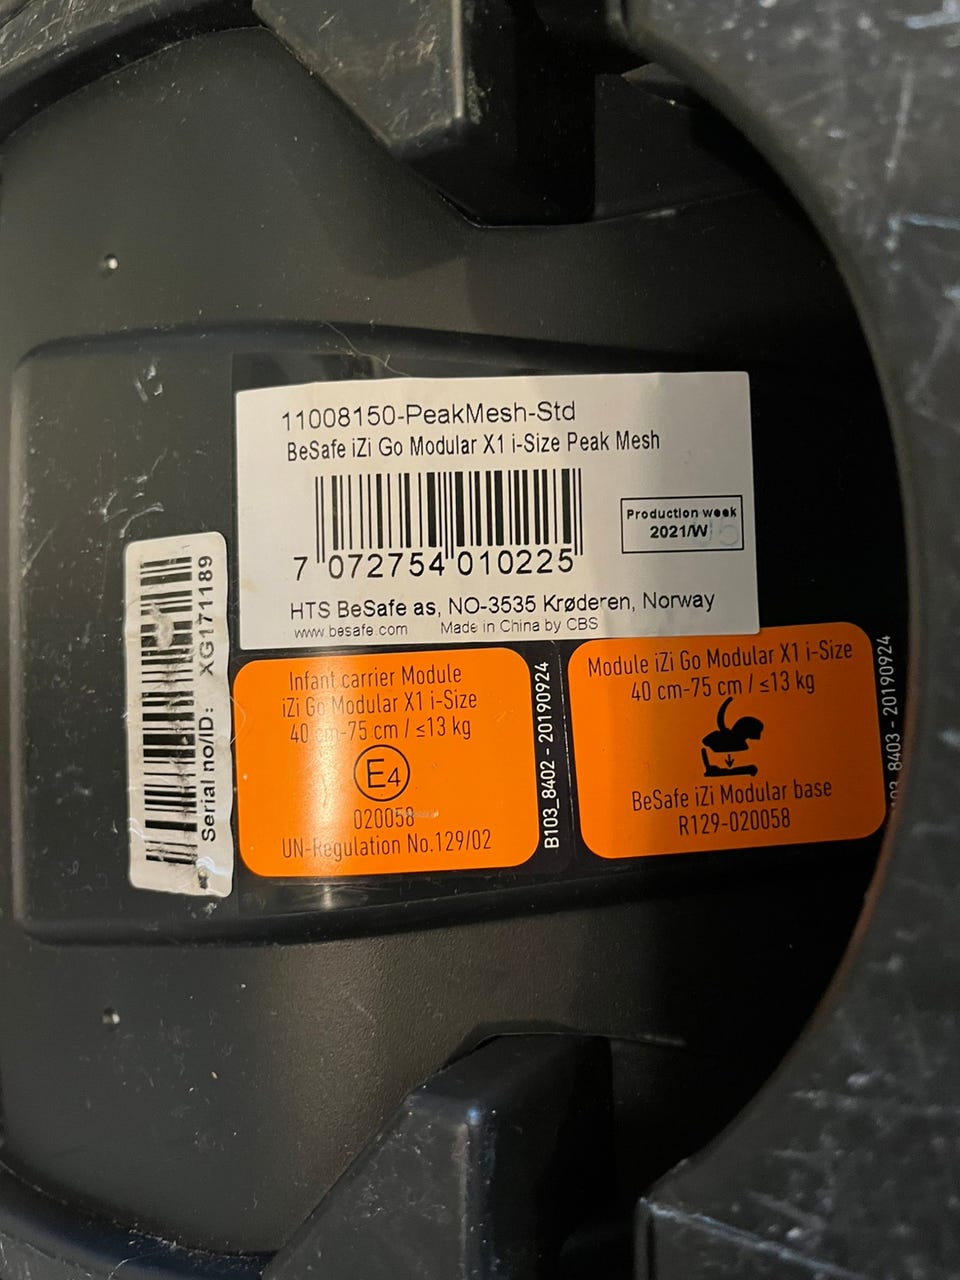 11008150-PeakMesh-Std
BeSafe iZi Go Modular X1 i-Size Peak Mesh
7 072754 010225
Production week
2021/W
HTS BeSafe as, NO-3535 Krøderen, Norway
www.besafe.com Made in China by CBS
Serial no/ID: XG171189
Infant carrier Module
iZi Go Modular X1 i-Size
40 cm-75 cm / ≤13 kg
E4
020058
UN-Regulation No.129/02
B103_8402 - 20190924
Module iZi Go Modular X1 i-Size
40 cm-75 cm / ≤13 kg
BeSafe iZi Modular base
R129-020058
103_8403 - 20190924